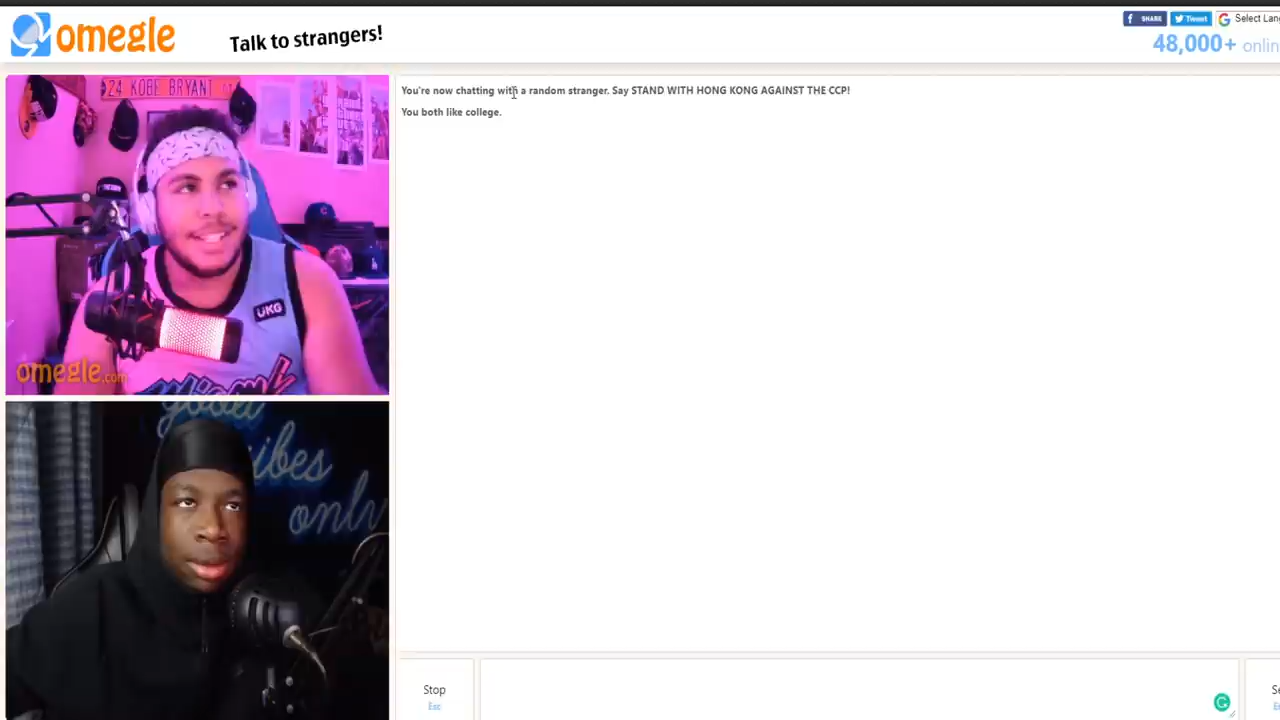 omegle
Talk to strangers!
SHARE
Tweet
Select Lang
48,000+ onlin
24 KOBE BRYANT
You're now chatting with a random stranger. Say STAND WITH HONG KONG AGAINST THE CCP!
You both like college.
UKG
omegle.com
good
vibes
only
Stop
Esc